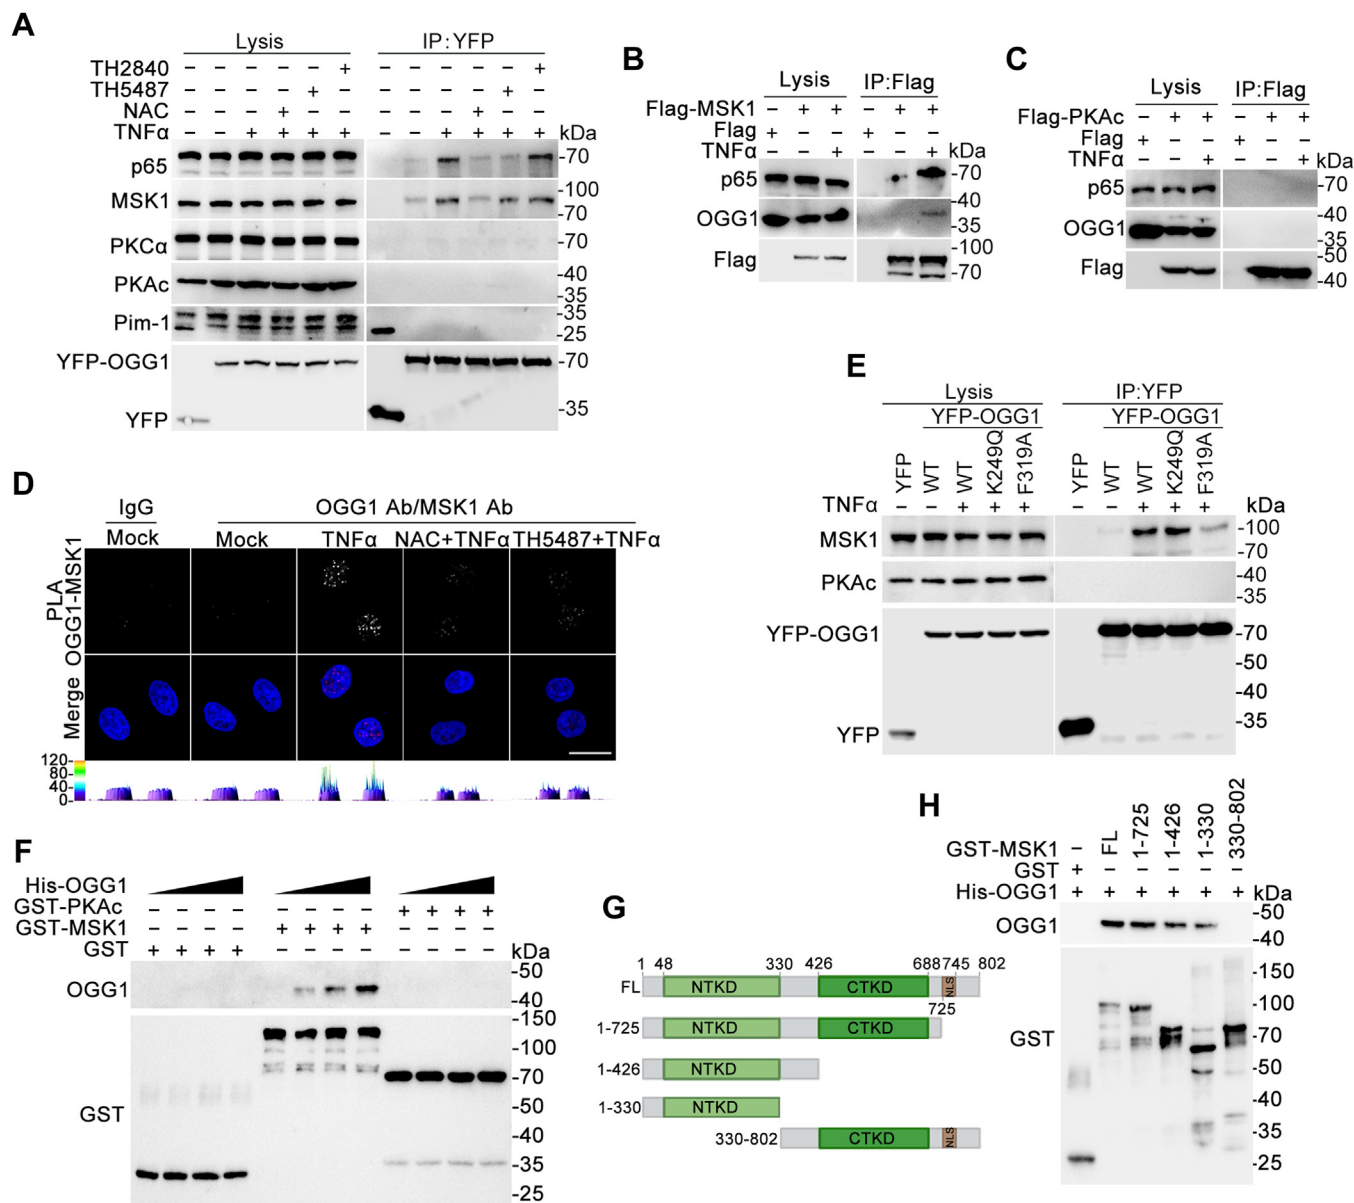 A
Lysis IP:YFP
TH2840 – – – – – + – – – – – +
TH5487 – – – – + – – – – – + –
NAC – – – + – – – – – + – –
TNFα – – + + + + – – + + + + kDa
p65 -70
MSK1 -100
-70
PKCα -70
PKAc -40
-35
Pim-1 -35
-25
YFP-OGG1 -70
YFP -35
B
Lysis IP:Flag
Flag-MSK1 – + + – + +
Flag + – – + – –
TNFα – – + – – + kDa
p65 -70
OGG1 -40
-35
Flag -100
-70
C
Lysis IP:Flag
Flag-PKAc – + + – + +
Flag + – – + – –
TNFα – – + – – + kDa
p65 -70
OGG1 -40
-35
Flag -50
-40
D
IgG OGG1 Ab/MSK1 Ab
Mock Mock TNFα NAC+TNFα TH5487+TNFα
PLA
OGG1-MSK1
Merge
120-
80-
40-
0-
E
Lysis IP:YFP
YFP-OGG1 YFP-OGG1
YFP WT WT K249Q F319A YFP WT WT K249Q F319A
TNFα – – + + + – – + + + kDa
MSK1 -100
-70
PKAc -40
-35
YFP-OGG1 -70
-50
-40
-35
YFP
F
His-OGG1
GST-PKAc – – – – – – – – + + + +
GST-MSK1 – – – – + + + + – – – –
GST + + + + – – – – – – – – kDa
OGG1 -50
-40
GST -150
-100
-70
-50
-35
-25
G
1 48 330 426 688 745 802
FL NTKD CTKD NLS
725
1-725 NTKD CTKD
1-426 NTKD
1-330 NTKD
330-802 CTKD NLS
H
GST-MSK1 – FL 1-725 1-426 1-330 330-802
GST + – – – – –
His-OGG1 + + + + + + kDa
OGG1 -50
-40
GST -150
-100
-70
-50
-40
-35
-25